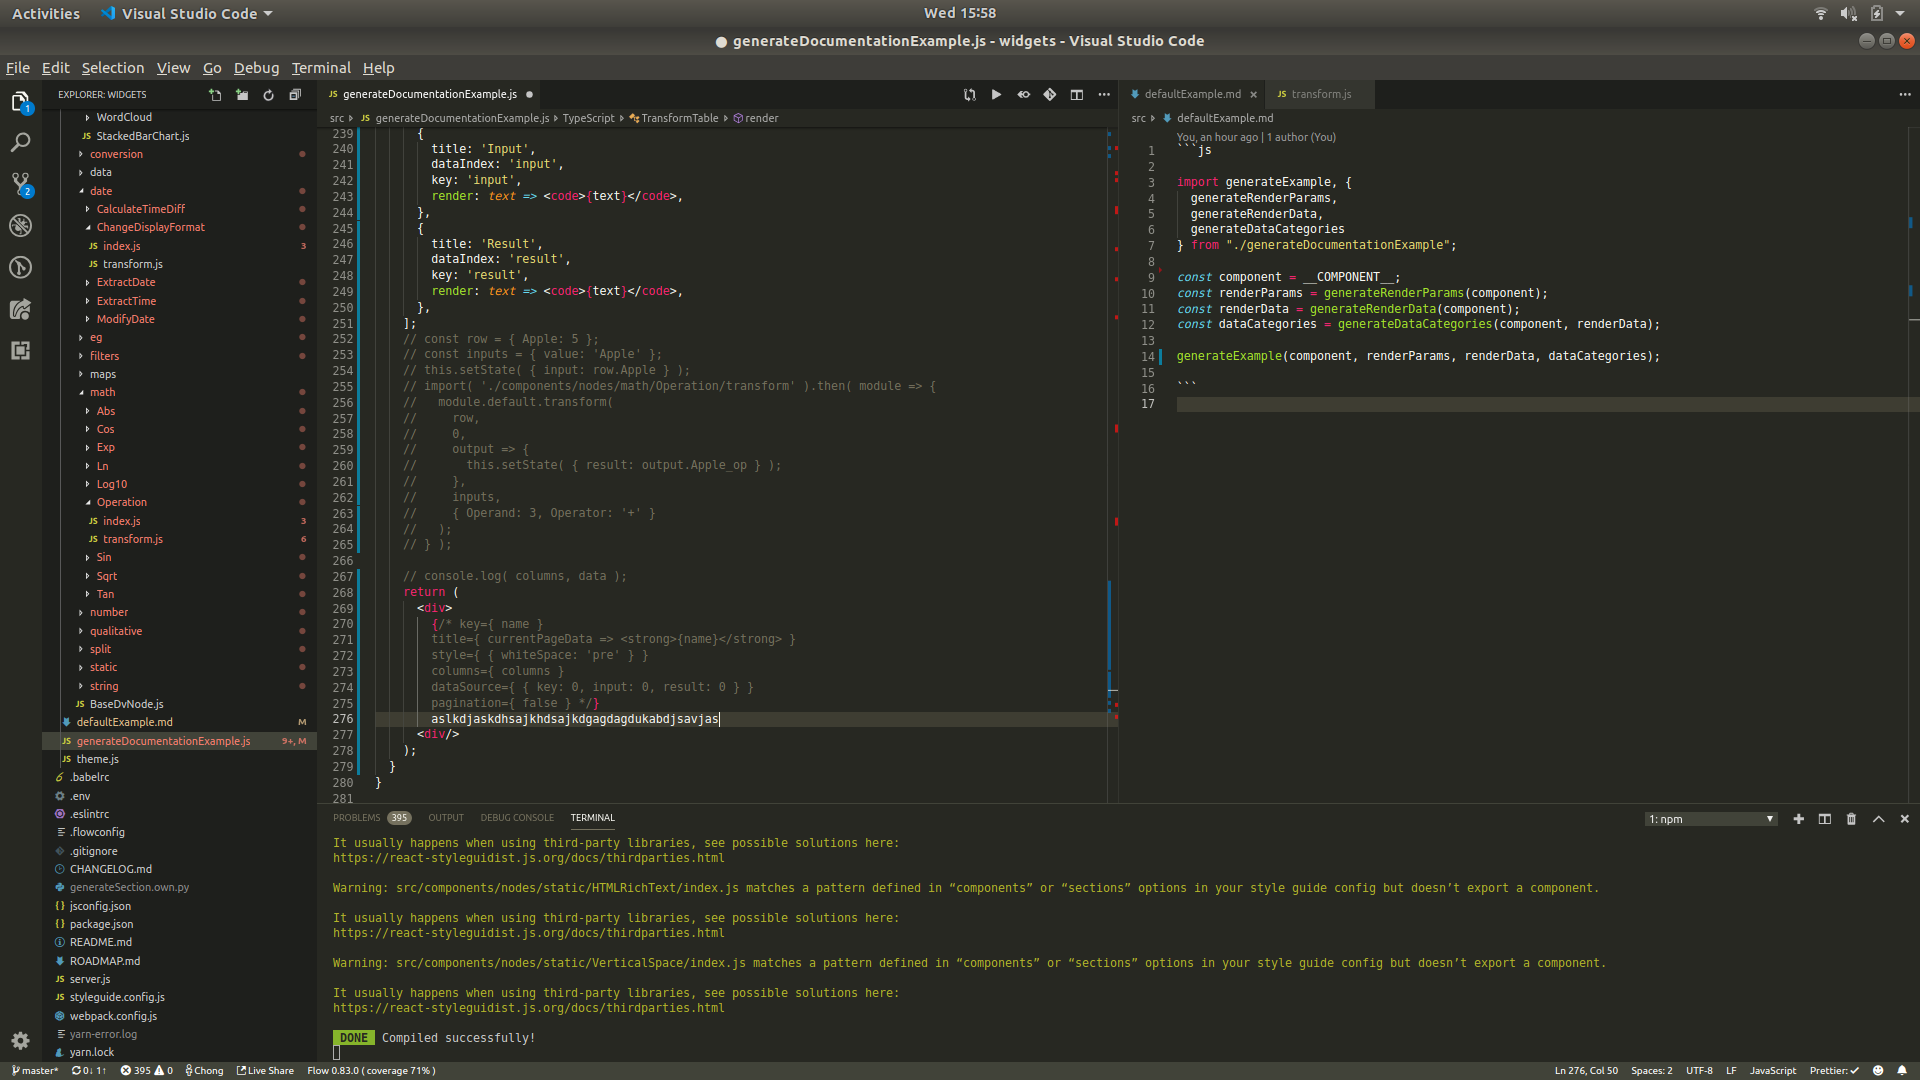 Activities
Visual Studio Code
Wed 15:58
● generateDocumentationExample.js - widgets - Visual Studio Code
File Edit Selection View Go Debug Terminal Help
1
2
EXPLORER: WIDGETS
WordCloud
JS StackedBarChart.js
conversion
data
date
CalculateTimeDiff
ChangeDisplayFormat
JS index.js 3
JS transform.js
ExtractDate
ExtractTime
ModifyDate
eg
filters
maps
math
Abs
Cos
Exp
Ln
Log10
Operation
JS index.js 3
JS transform.js 6
Sin
Sqrt
Tan
number
qualitative
split
static
string
JS BaseDvNode.js
defaultExample.md M
JS generateDocumentationExample.js 9+, M
JS theme.js
.babelrc
.env
.eslintrc
.flowconfig
.gitignore
CHANGELOG.md
generateSection.own.py
{} jsconfig.json
{} package.json
README.md
ROADMAP.md
JS server.js
JS styleguide.config.js
webpack.config.js
yarn-error.log
yarn.lock
JS generateDocumentationExample.js ●
src › JS generateDocumentationExample.js › TypeScript › TransformTable › render
239 {
240 title: 'Input',
241 dataIndex: 'input',
242 key: 'input',
243 render: text => <code>{text}</code>,
244 },
245 {
246 title: 'Result',
247 dataIndex: 'result',
248 key: 'result',
249 render: text => <code>{text}</code>,
250 },
251 ];
252 // const row = { Apple: 5 };
253 // const inputs = { value: 'Apple' };
254 // this.setState( { input: row.Apple } );
255 // import( './components/nodes/math/Operation/transform' ).then( module => {
256 // module.default.transform(
257 // row,
258 // 0,
259 // output => {
260 // this.setState( { result: output.Apple_op } );
261 // },
262 // inputs,
263 // { Operand: 3, Operator: '+' }
264 // );
265 // } );
266
267 // console.log( columns, data );
268 return (
269 <div>
270 {/* key={ name }
271 title={ currentPageData => <strong>{name}</strong> }
272 style={ { whiteSpace: 'pre' } }
273 columns={ columns }
274 dataSource={ { key: 0, input: 0, result: 0 } }
275 pagination={ false } */}
276 aslkdjaskdhsajkhdsajkdgagdagdukabdjsavjas
277 <div/>
278 );
279 }
280 }
281
defaultExample.md ×
JS transform.js
src › defaultExample.md
You, an hour ago | 1 author (You)
1 ```js
2
3 import generateExample, {
4 generateRenderParams,
5 generateRenderData,
6 generateDataCategories
7 } from "./generateDocumentationExample";
8
9 const component = __COMPONENT__;
10 const renderParams = generateRenderParams(component);
11 const renderData = generateRenderData(component);
12 const dataCategories = generateDataCategories(component, renderData);
13
14 generateExample(component, renderParams, renderData, dataCategories);
15
16 ```
17
PROBLEMS 395 OUTPUT DEBUG CONSOLE TERMINAL
1: npm
It usually happens when using third-party libraries, see possible solutions here:
https://react-styleguidist.js.org/docs/thirdparties.html
Warning: src/components/nodes/static/HTMLRichText/index.js matches a pattern defined in “components” or “sections” options in your style guide config but doesn’t export a component.
It usually happens when using third-party libraries, see possible solutions here:
https://react-styleguidist.js.org/docs/thirdparties.html
Warning: src/components/nodes/static/VerticalSpace/index.js matches a pattern defined in “components” or “sections” options in your style guide config but doesn’t export a component.
It usually happens when using third-party libraries, see possible solutions here:
https://react-styleguidist.js.org/docs/thirdparties.html
DONE Compiled successfully!
master* 0↓ 1↑ 395 0 Chong Live Share Flow 0.83.0 ( coverage 71% )
Ln 276, Col 50 Spaces: 2 UTF-8 LF JavaScript Prettier: ✓